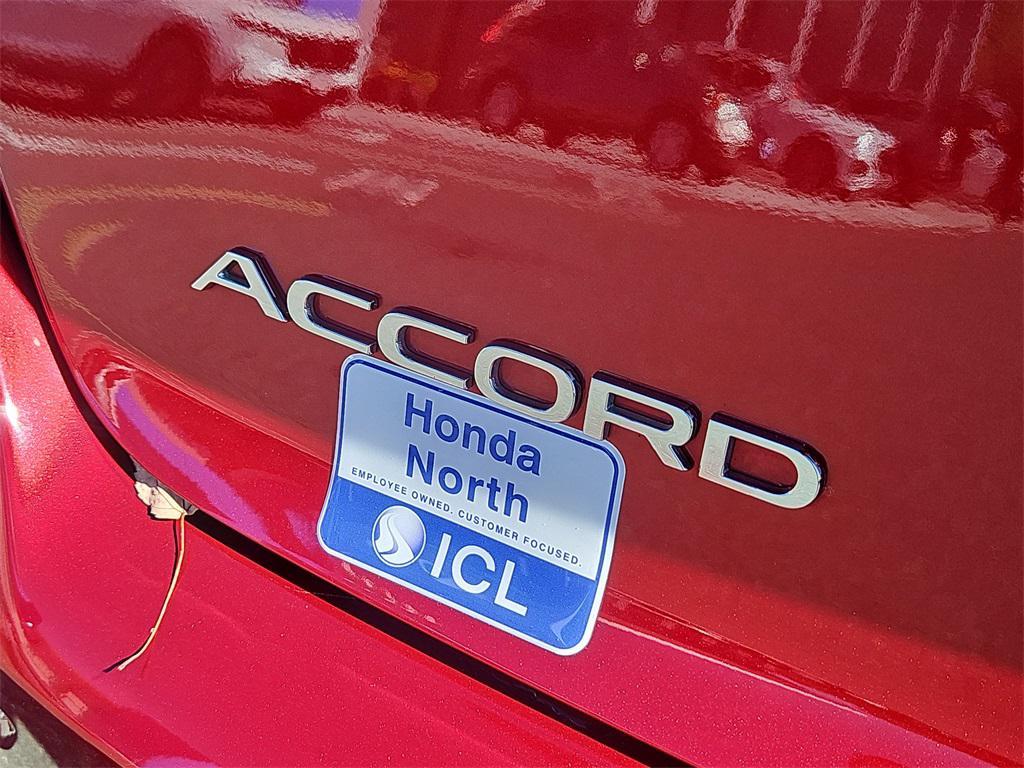 ACCORD
Honda
North
EMPLOYEE OWNED. CUSTOMER FOCUSED.
ICL